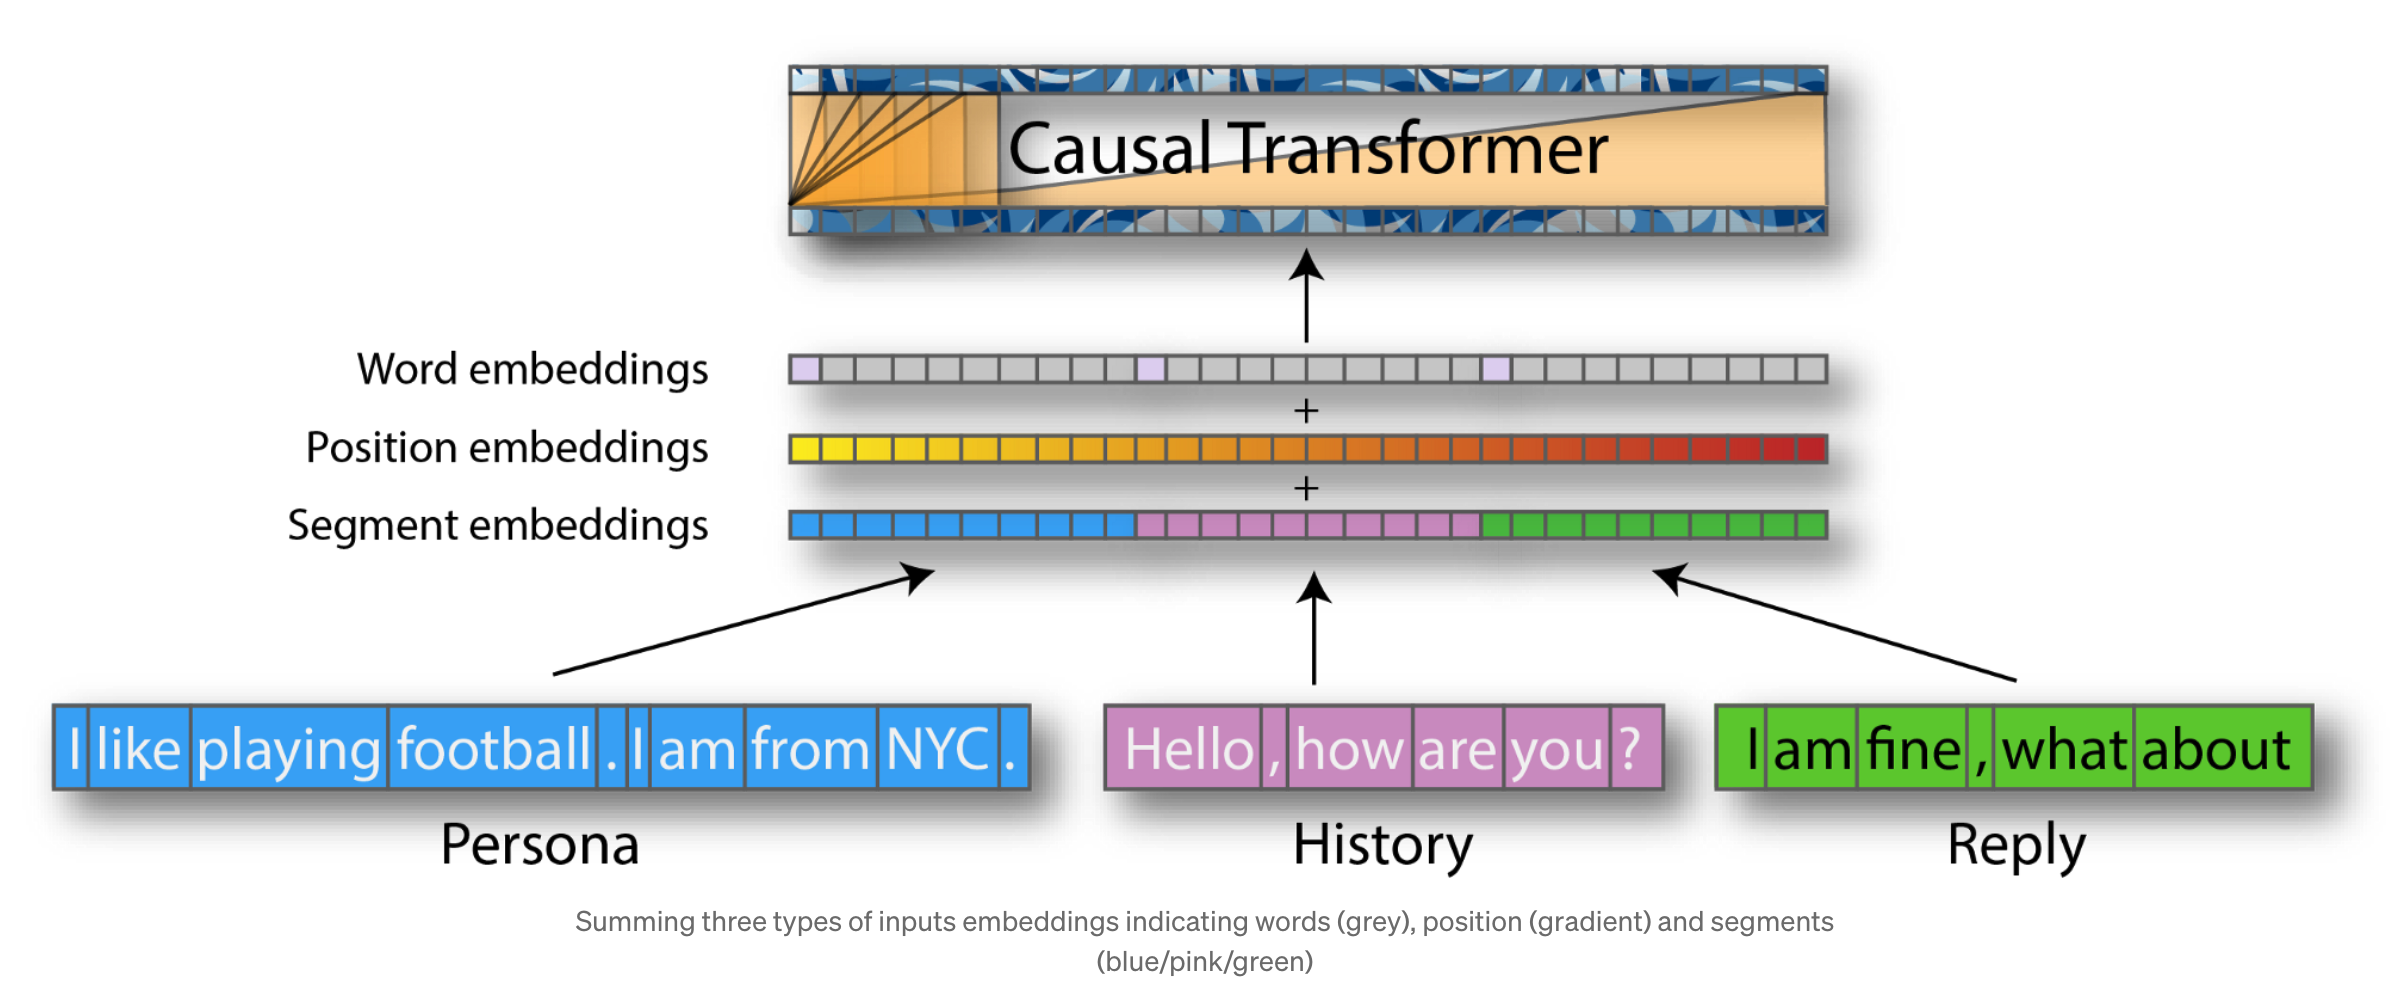 Causal Transformer
Word embeddings
+
Position embeddings
+
Segment embeddings
I like playing football . I am from NYC .
Hello , how are you ?
I am fine , what about
Persona
History
Reply
Summing three types of inputs embeddings indicating words (grey), position (gradient) and segments
(blue/pink/green)